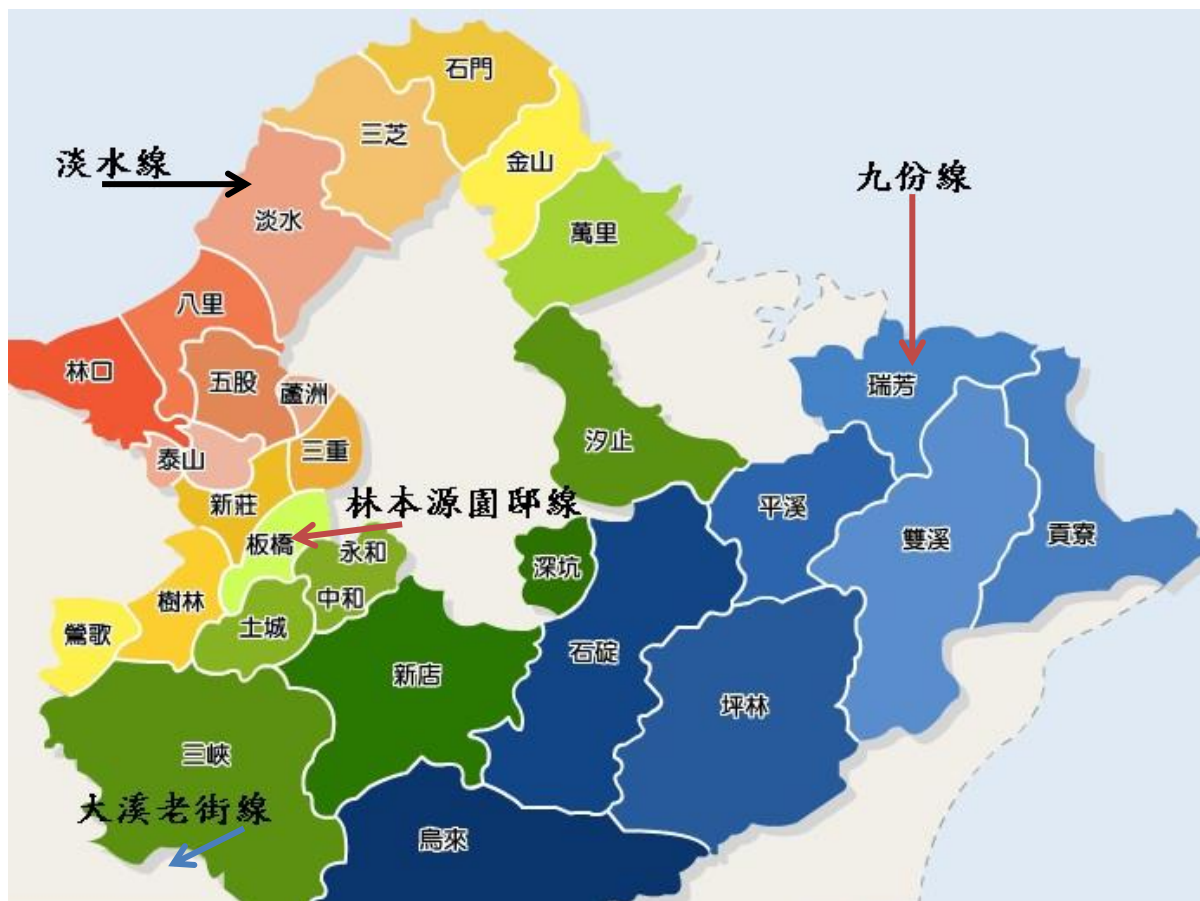 石門
三芝
金山
淡水線
九份線
淡水
萬里
八里
林口
五股
蘆洲
瑞芳
汐止
三重
泰山
新莊
林本源園邸線
平溪
板橋
永和
雙溪
貢寮
深坑
樹林
中和
土城
鶯歌
石碇
新店
坪林
三峽
大溪老街線
烏來